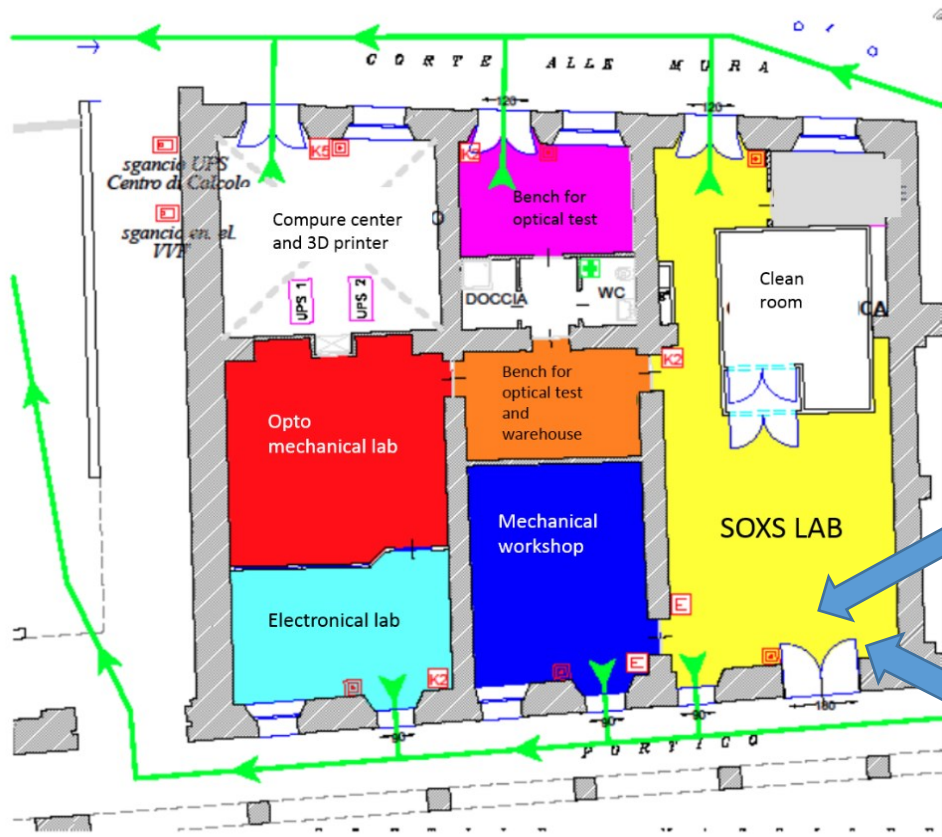 CORTE ALLE MURA
120
120
K5
K2
sgancio UPS
Centro di Calcolo
sgancio en. el.
VVF
Compure center
and 3D printer
UPS 1
UPS 2
Bench for
optical test
DOCCIA
WC
Clean
room
CA
K2
Opto
mechanical lab
Bench for
optical test
and
warehouse
Mechanical
workshop
SOXS LAB
E
Electronical lab
K2
E
90
90
90
180
PORTICO